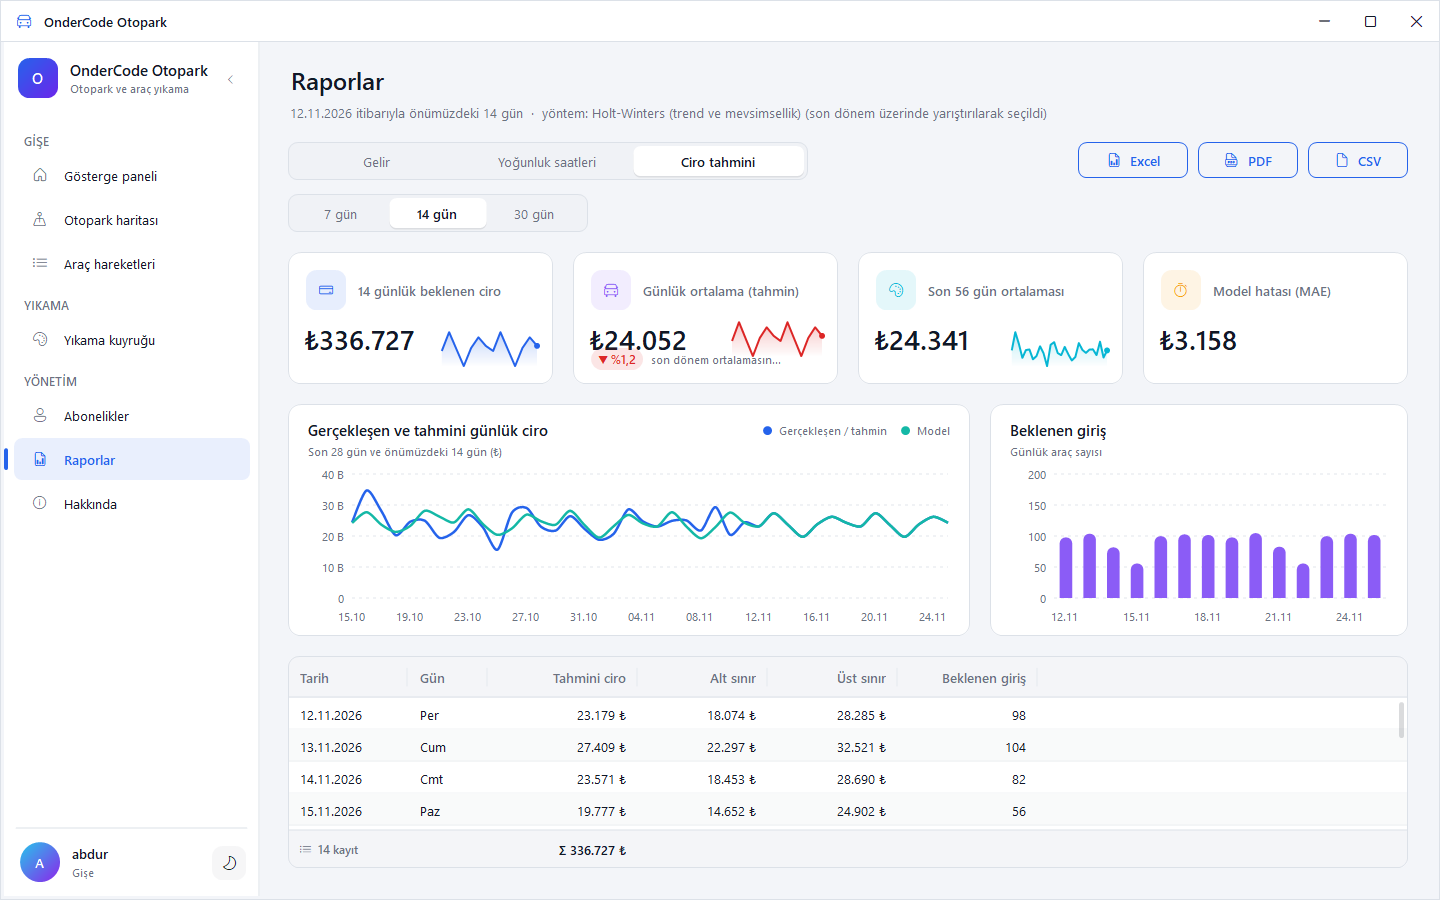 OnderCode Otopark
O
OnderCode Otopark
Otopark ve araç yıkama
GİŞE
Gösterge paneli
Otopark haritası
Araç hareketleri
YIKAMA
Yıkama kuyruğu
YÖNETİM
Abonelikler
Raporlar
Hakkında
A
abdur
Gişe
Raporlar
12.11.2026 itibarıyla önümüzdeki 14 gün · yöntem: Holt-Winters (trend ve mevsimsellik) (son dönem üzerinde yarıştırılarak seçildi)
Gelir Yoğunluk saatleri Ciro tahmini
Excel PDF CSV
7 gün 14 gün 30 gün
14 günlük beklenen ciro
₺336.727
Günlük ortalama (tahmin)
₺24.052
▼ %1,2 son dönem ortalamasın...
Son 56 gün ortalaması
₺24.341
Model hatası (MAE)
₺3.158
Gerçekleşen ve tahmini günlük ciro
Son 28 gün ve önümüzdeki 14 gün (₺)
Gerçekleşen / tahmin Model
40 B
30 B
20 B
10 B
0
15.10 19.10 23.10 27.10 31.10 04.11 08.11 12.11 16.11 20.11 24.11
Beklenen giriş
Günlük araç sayısı
200
150
100
50
0
12.11 15.11 18.11 21.11 24.11
Tarih Gün Tahmini ciro Alt sınır Üst sınır Beklenen giriş
12.11.2026 Per 23.179 ₺ 18.074 ₺ 28.285 ₺ 98
13.11.2026 Cum 27.409 ₺ 22.297 ₺ 32.521 ₺ 104
14.11.2026 Cmt 23.571 ₺ 18.453 ₺ 28.690 ₺ 82
15.11.2026 Paz 19.777 ₺ 14.652 ₺ 24.902 ₺ 56
14 kayıt Σ 336.727 ₺